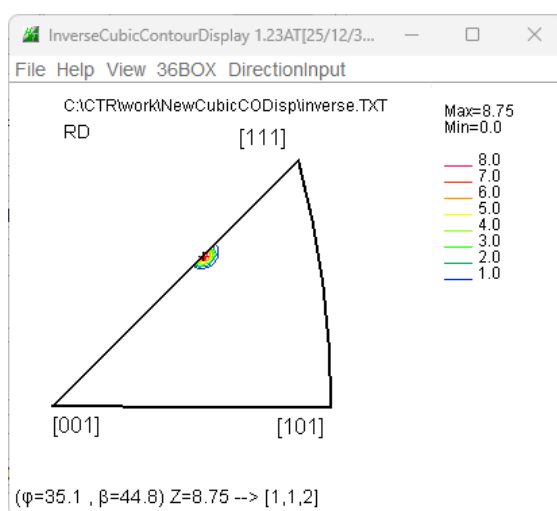 InverseCubicContourDisplay 1.23AT[25/12/3...
File Help View 36BOX DirectionInput
C:\CTR\work\NewCubicCODisp\inverse.TXT
RD
[111]
Max=8.75
Min=0.0
8.0
7.0
6.0
5.0
4.0
3.0
2.0
1.0
[001]
[101]
(φ=35.1 , β=44.8) Z=8.75 --> [1,1,2]